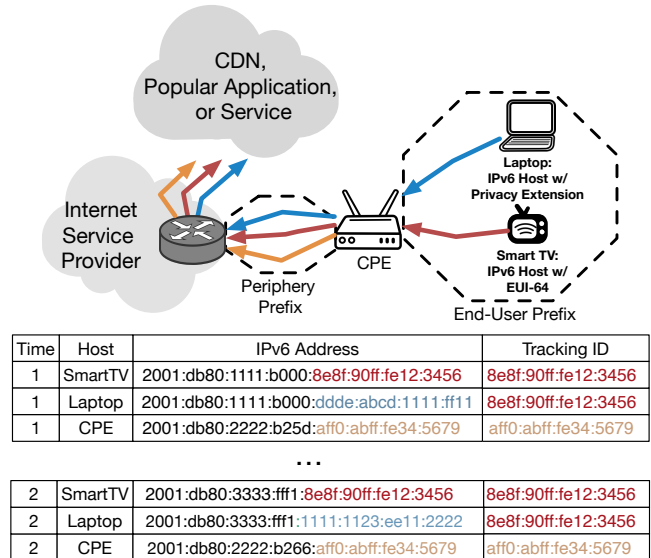 CDN,
Popular Application,
or Service
Laptop:
IPv6 Host w/
Privacy Extension
Internet
Service
Provider
CPE
Smart TV:
IPv6 Host w/
EUI-64
Periphery
Prefix
End-User Prefix
Time Host IPv6 Address Tracking ID
1 SmartTV 2001:db80:1111:b000:8e8f:90ff:fe12:3456 8e8f:90ff:fe12:3456
1 Laptop 2001:db80:1111:b000:ddde:abcd:1111:ff11 8e8f:90ff:fe12:3456
1 CPE 2001:db80:2222:b25d:aff0:abff:fe34:5679 aff0:abff:fe34:5679
...
2 SmartTV 2001:db80:3333:fff1:8e8f:90ff:fe12:3456 8e8f:90ff:fe12:3456
2 Laptop 2001:db80:3333:fff1:1111:1123:ee11:2222 8e8f:90ff:fe12:3456
2 CPE 2001:db80:2222:b266:aff0:abff:fe34:5679 aff0:abff:fe34:5679